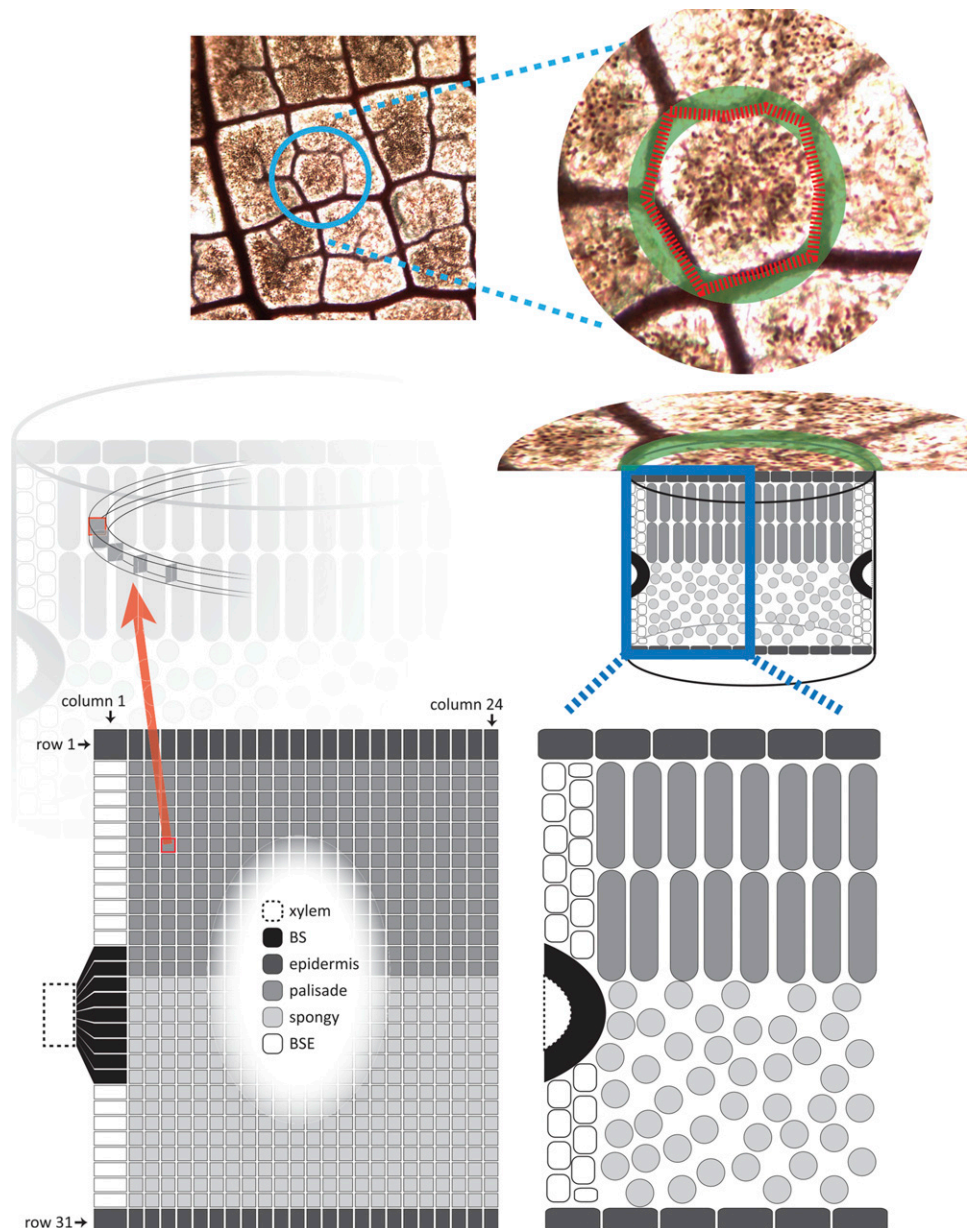 column 1
column 24
row 1
xylem
BS
epidermis
palisade
spongy
BSE
row 31